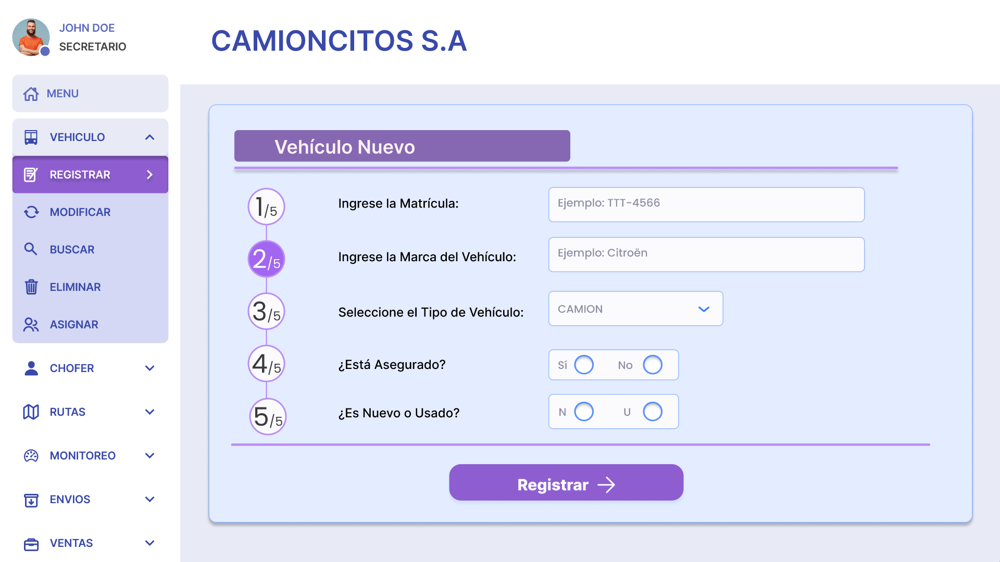 JOHN DOE
SECRETARIO
CAMIONCITOS S.A
MENU
VEHICULO
REGISTRAR
MODIFICAR
BUSCAR
ELIMINAR
ASIGNAR
CHOFER
RUTAS
MONITOREO
ENVIOS
VENTAS
Vehículo Nuevo
1/5 Ingrese la Matrícula: Ejemplo: TTT-4566
2/5 Ingrese la Marca del Vehículo: Ejemplo: Citroën
3/5 Seleccione el Tipo de Vehículo: CAMION
4/5 ¿Está Asegurado? Sí No
5/5 ¿Es Nuevo o Usado? N U
Registrar